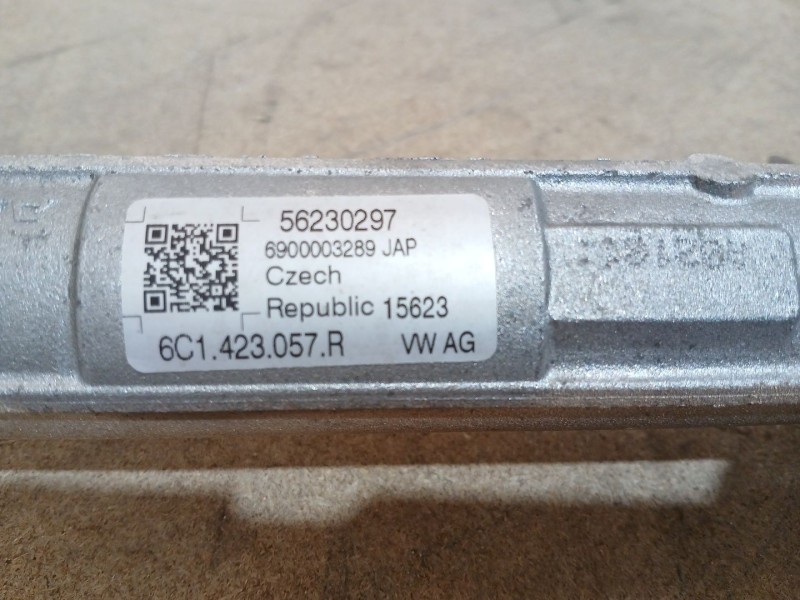 56230297
6900003289 JAP
Czech
Republic 15623
6C1.423.057.R VW AG